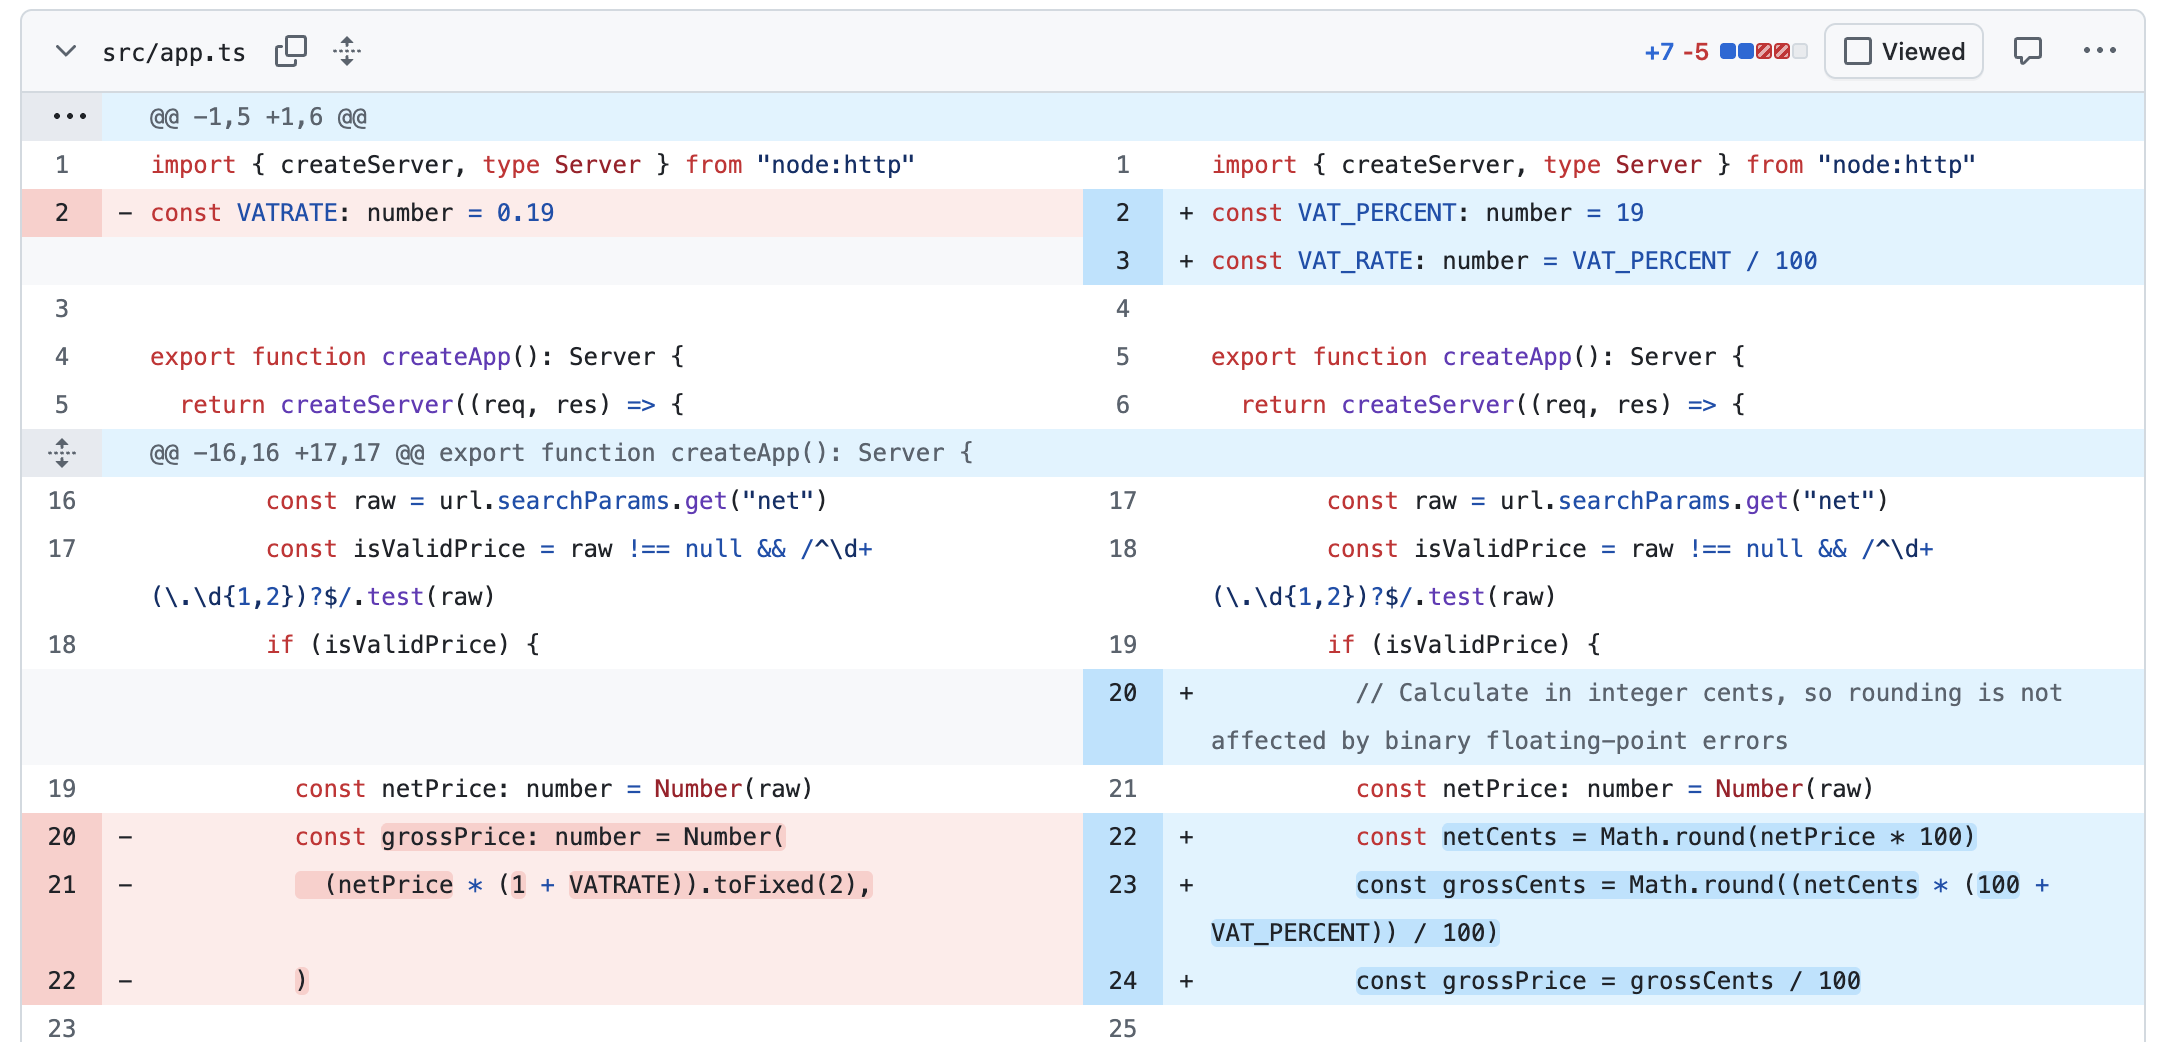 src/app.ts
+7 -5
Viewed
@@ -1,5 +1,6 @@
1 import { createServer, type Server } from "node:http"
1 import { createServer, type Server } from "node:http"
2 - const VATRATE: number = 0.19
2 + const VAT_PERCENT: number = 19
3 + const VAT_RATE: number = VAT_PERCENT / 100
3
4
4 export function createApp(): Server {
5 export function createApp(): Server {
5   return createServer((req, res) => {
6   return createServer((req, res) => {
@@ -16,16 +17,17 @@ export function createApp(): Server {
16         const raw = url.searchParams.get("net")
17         const raw = url.searchParams.get("net")
17         const isValidPrice = raw !== null && /^\d+
(\.\d{1,2})?$/.test(raw)
18         const isValidPrice = raw !== null && /^\d+
(\.\d{1,2})?$/.test(raw)
18         if (isValidPrice) {
19         if (isValidPrice) {
20 +           // Calculate in integer cents, so rounding is not
affected by binary floating-point errors
19           const netPrice: number = Number(raw)
21           const netPrice: number = Number(raw)
20 -           const grossPrice: number = Number(
22 +           const netCents = Math.round(netPrice * 100)
21 -             (netPrice * (1 + VATRATE)).toFixed(2),
23 +           const grossCents = Math.round((netCents * (100 +
VAT_PERCENT)) / 100)
22 -           )
24 +           const grossPrice = grossCents / 100
23
25